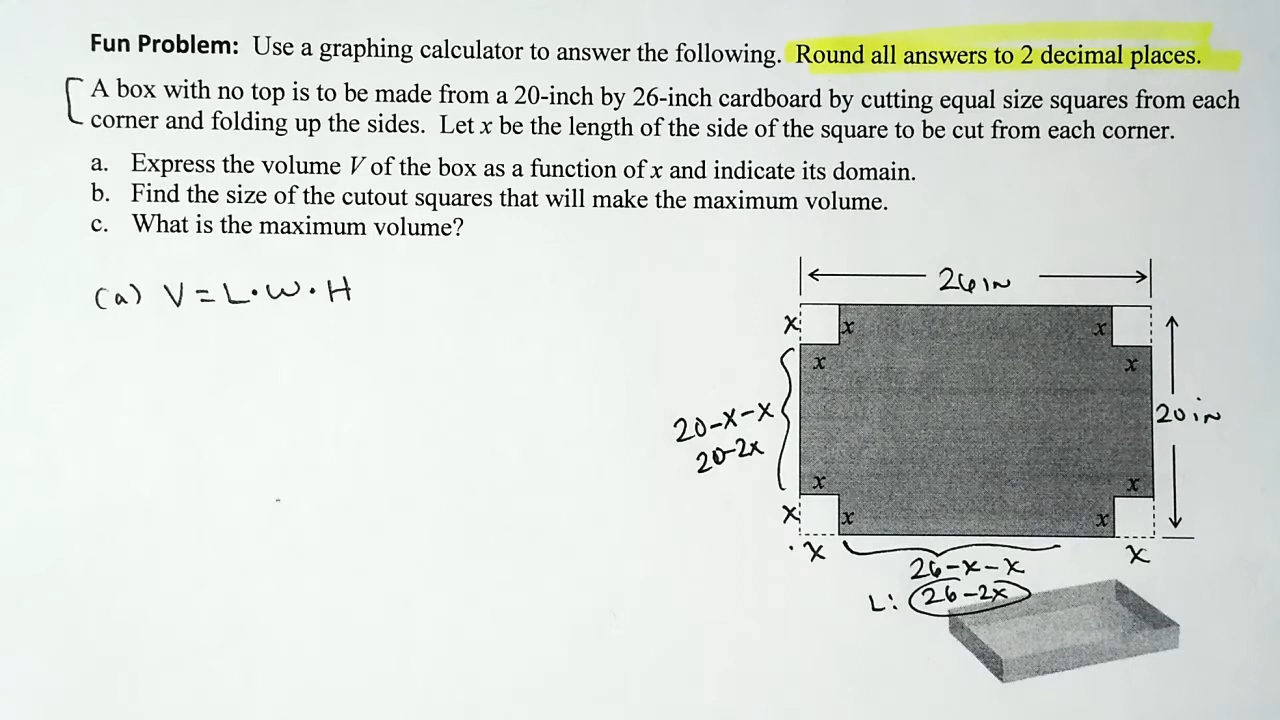 Fun Problem: Use a graphing calculator to answer the following. Round all answers to 2 decimal places.
A box with no top is to be made from a 20-inch by 26-inch cardboard by cutting equal size squares from each
corner and folding up the sides. Let x be the length of the side of the square to be cut from each corner.
a. Express the volume V of the box as a function of x and indicate its domain.
b. Find the size of the cutout squares that will make the maximum volume.
c. What is the maximum volume?
(a) V = L·W·H
26 IN
x x x
x x
20-x-x
20 in
20-2x
x x
x x x
x x
26-x-x
L: 26-2x